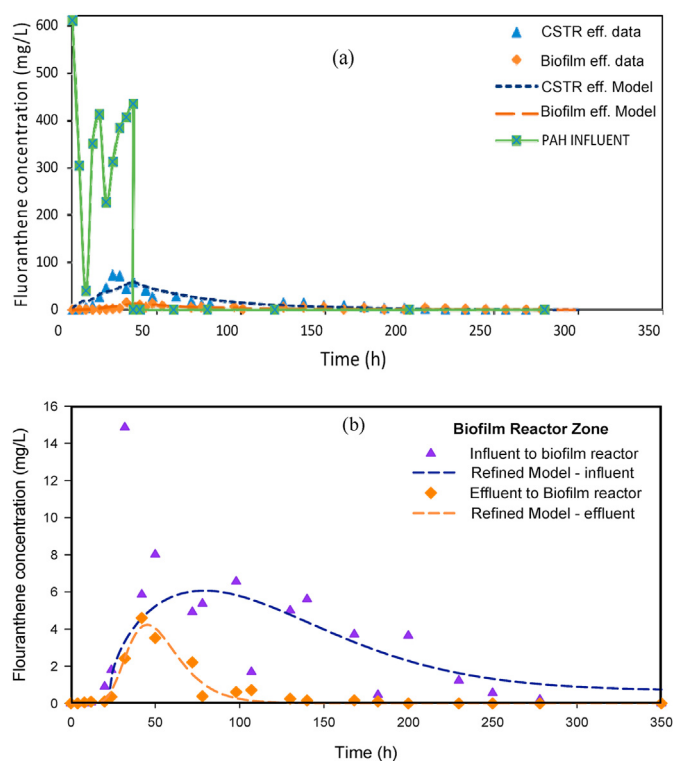 (a)
CSTR eff. data
Biofilm eff. data
CSTR eff. Model
Biofilm eff. Model
PAH INFLUENT
Fluoranthene concentration (mg/L)
600
500
400
300
200
100
0
0 50 100 150 200 250 300 350
Time (h)
(b)
Biofilm Reactor Zone
Influent to biofilm reactor
Refined Model - influent
Effluent to Biofilm reactor
Refined Model - effluent
Flouranthene concentration (mg/L)
16
14
12
10
8
6
4
2
0
0 50 100 150 200 250 300 350
Time (h)